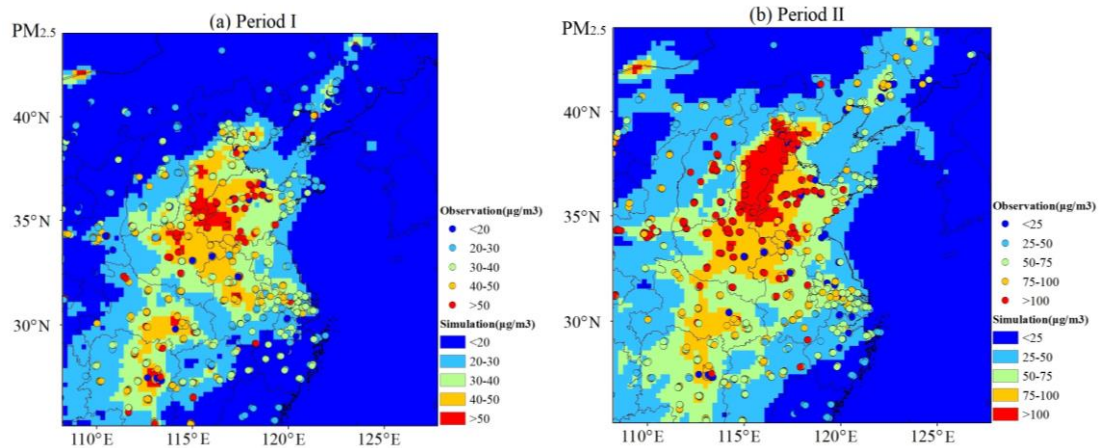 (a) Period I
PM2.5
40°N
35°N
30°N
110°E
115°E
120°E
125°E
Observation(μg/m3)
<20
20-30
30-40
40-50
>50
Simulation(μg/m3)
<20
20-30
30-40
40-50
>50
(b) Period II
PM2.5
40°N
35°N
30°N
110°E
115°E
120°E
125°E
Observation(μg/m3)
<25
25-50
50-75
75-100
>100
Simulation(μg/m3)
<25
25-50
50-75
75-100
>100